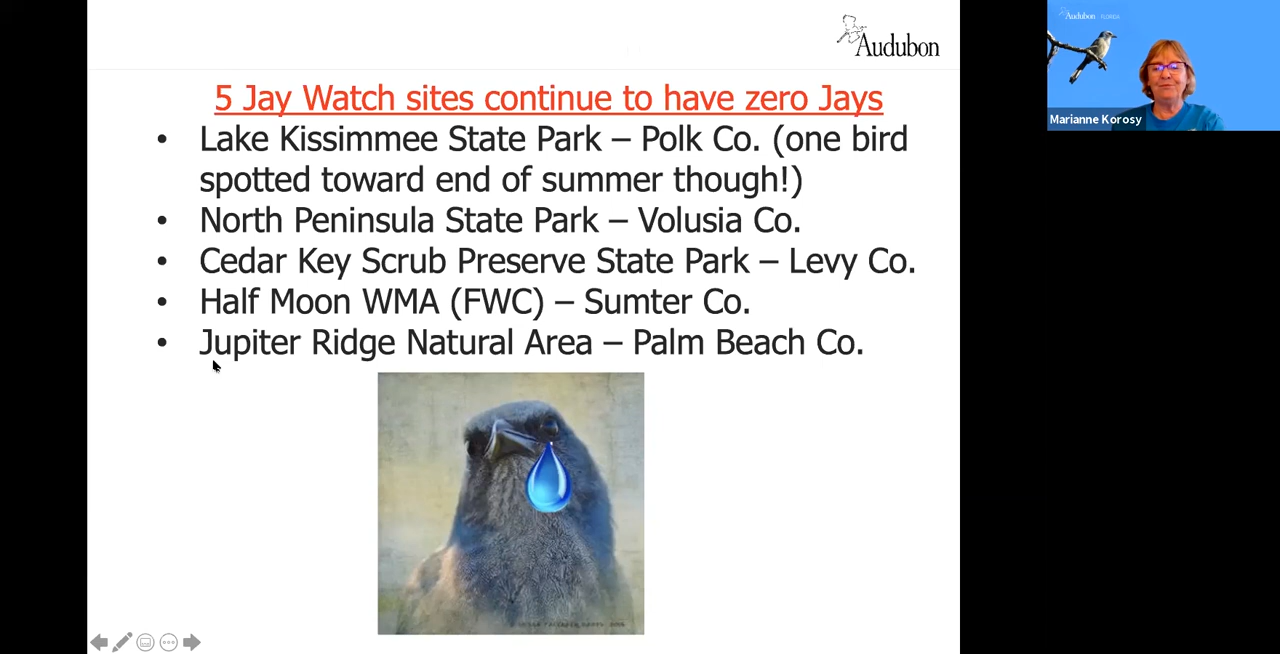 Audubon
5 Jay Watch sites continue to have zero Jays
• Lake Kissimmee State Park – Polk Co. (one bird
spotted toward end of summer though!)
• North Peninsula State Park – Volusia Co.
• Cedar Key Scrub Preserve State Park – Levy Co.
• Half Moon WMA (FWC) – Sumter Co.
• Jupiter Ridge Natural Area – Palm Beach Co.
Audubon FLORIDA
Marianne Korosy